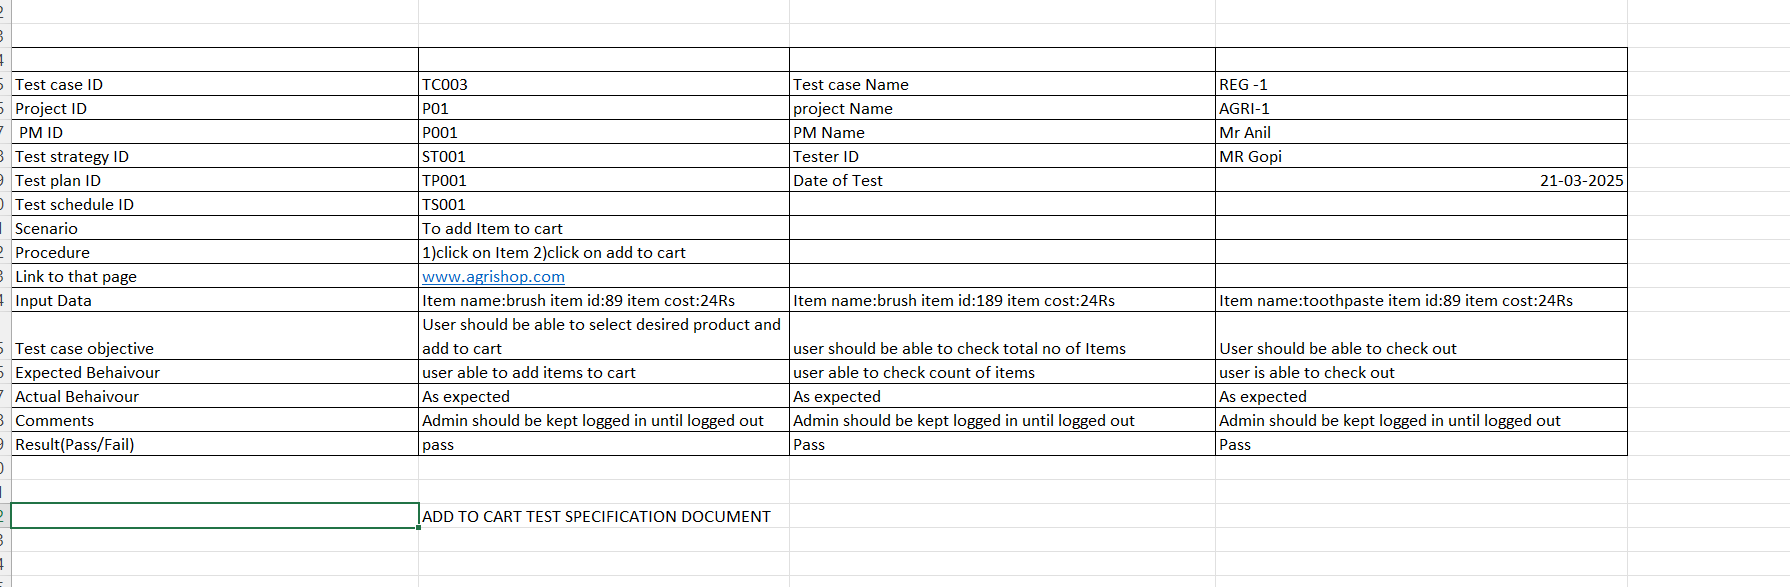 Test case ID TC003 Test case Name REG -1
Project ID P01 project Name AGRI-1
PM ID P001 PM Name Mr Anil
Test strategy ID ST001 Tester ID MR Gopi
Test plan ID TP001 Date of Test 21-03-2025
Test schedule ID TS001
Scenario To add Item to cart
Procedure 1)click on Item 2)click on add to cart
Link to that page www.agrishop.com
Input Data Item name:brush item id:89 item cost:24Rs Item name:brush item id:189 item cost:24Rs Item name:toothpaste item id:89 item cost:24Rs
User should be able to select desired product and
Test case objective add to cart user should be able to check total no of Items User should be able to check out
Expected Behaivour user able to add items to cart user able to check count of items user is able to check out
Actual Behaivour As expected As expected As expected
Comments Admin should be kept logged in until logged out Admin should be kept logged in until logged out Admin should be kept logged in until logged out
Result(Pass/Fail) pass Pass Pass
ADD TO CART TEST SPECIFICATION DOCUMENT